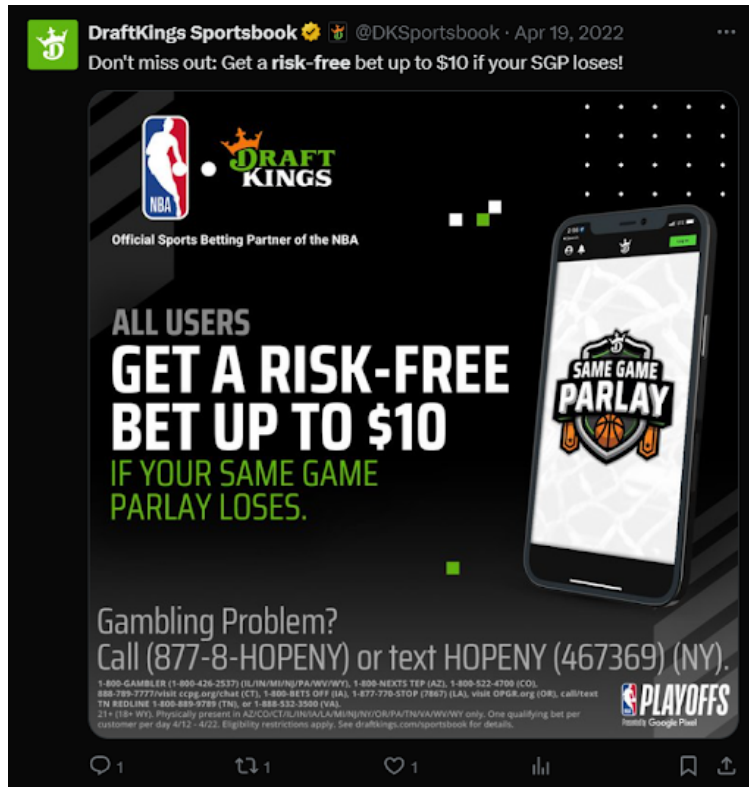 DraftKings Sportsbook @DKSportsbook · Apr 19, 2022
Don't miss out: Get a risk-free bet up to $10 if your SGP loses!
NBA
DRAFT
KINGS
Official Sports Betting Partner of the NBA
ALL USERS
GET A RISK-FREE
BET UP TO $10
IF YOUR SAME GAME
PARLAY LOSES.
SAME GAME
PARLAY
Gambling Problem?
Call (877-8-HOPENY) or text HOPENY (467369) (NY).
1-800-GAMBLER (1-800-426-2537) (IL/IN/MI/NJ/PA/WV/WY), 1-800-NEXTS TEP (AZ), 1-800-522-4700 (CO),
888-789-7777/visit ccpg.org/chat (CT), 1-800-BETS OFF (IA), 1-877-770-STOP (7867) (LA), visit OPGR.org (OR), call/text
TN REDLINE 1-800-889-9789 (TN), or 1-888-532-3500 (VA).
21+ (18+ WY). Physically present in AZ/CO/CT/IL/IN/IA/LA/MI/NJ/NY/OR/PA/TN/VA/WV/WY only. One qualifying bet per
customer per day 4/12 - 4/22. Eligibility restrictions apply. See draftkings.com/sportsbook for details.
PLAYOFFS
Presented by Google Pixel
1 1 1